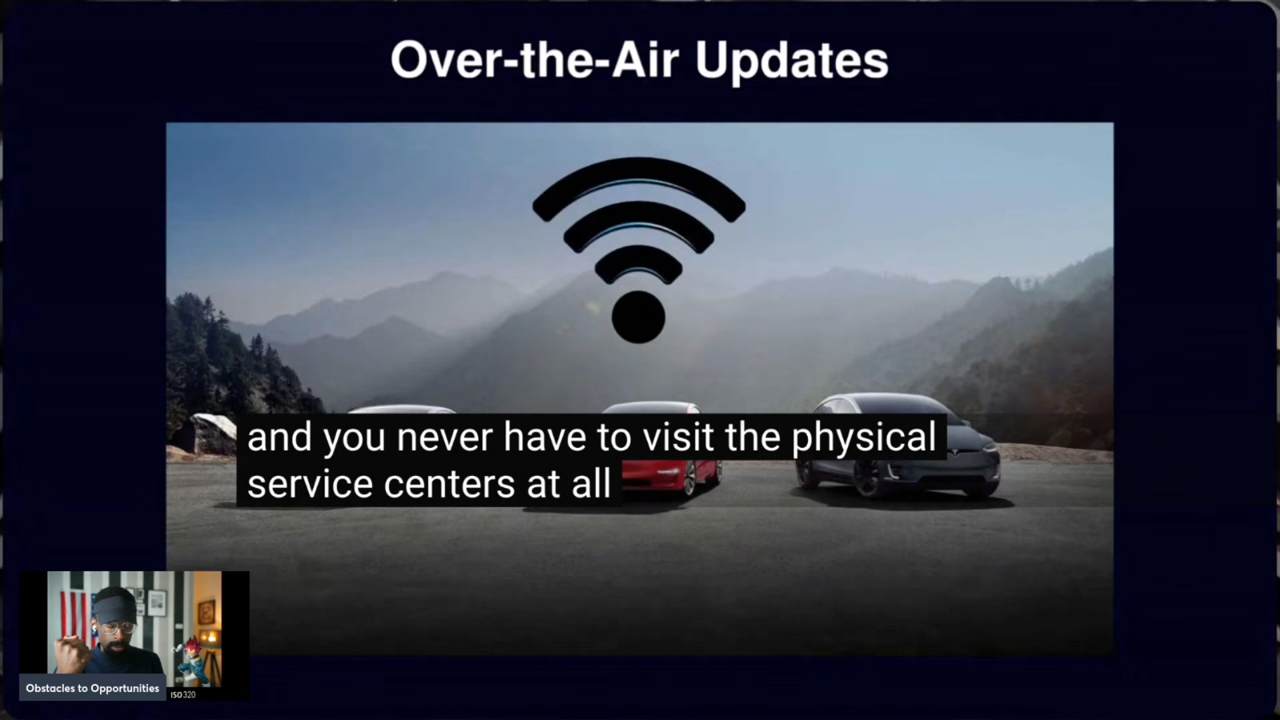 Over-the-Air Updates
and you never have to visit the physical
service centers at all
Obstacles to Opportunities
ISO 320